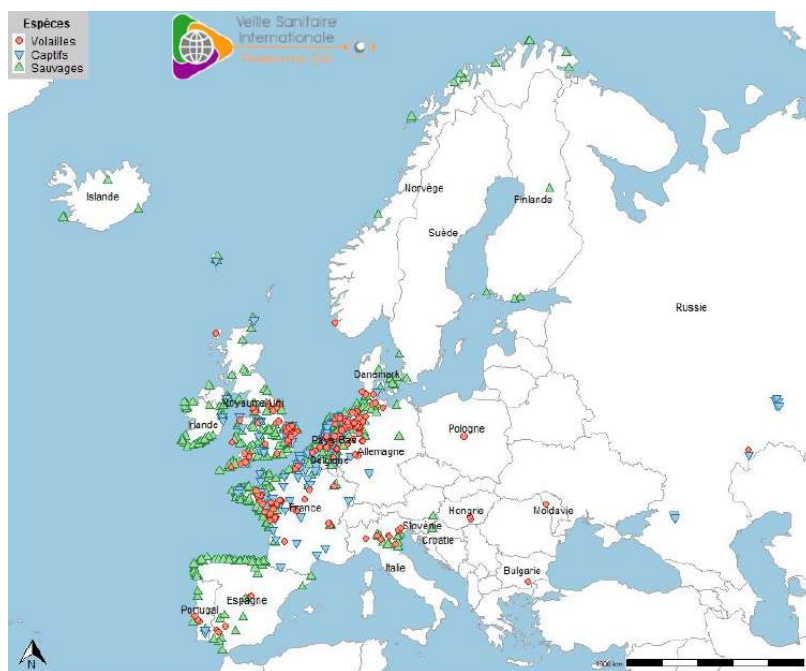 Espèces
Volailles
Captifs
Sauvages
Veille Sanitaire
Internationale
Islande
Norvège
Finlande
Suède
Russie
Danemark
Royaume-Uni
Irlande
Pays-Bas
Pologne
Belgique
Allemagne
France
Hongrie
Moldavie
Slovénie
Croatie
Italie
Bulgarie
Portugal
Espagne
N